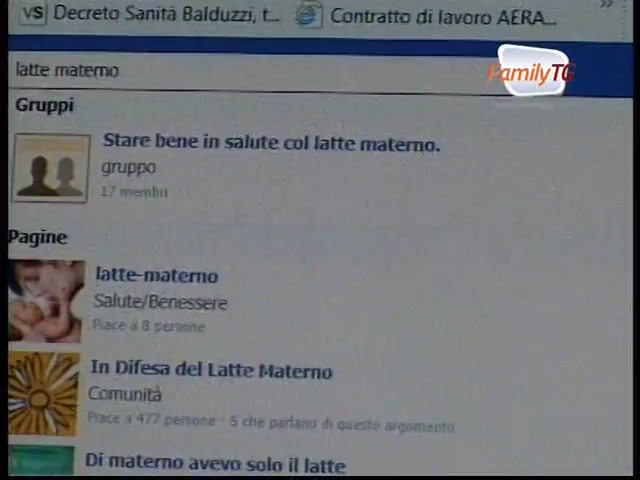 vs Decreto Sanità Balduzzi, t... Contratto di lavoro AERA...
latte materno
FamilyTG
Gruppi
Stare bene in salute col latte materno.
gruppo
17 membri
Pagine
latte-materno
Salute/Benessere
Piace a 8 persone
In Difesa del Latte Materno
Comunità
Piace a 477 persone · 5 che parlano di questo argomento
Di materno avevo solo il latte